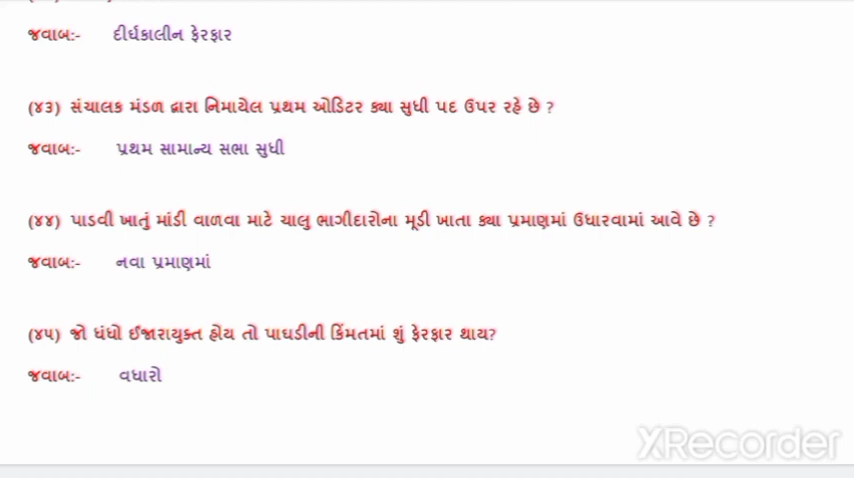 જવાબ:- દીર્ઘકાલીન ફેરફાર
(૪૩) સંચાલક મંડળ દ્વારા નિમાયેલ પ્રથમ ઓડિટર ક્યા સુધી પદ ઉપર રહે છે ?
જવાબ:- પ્રથમ સામાન્ય સભા સુધી
(૪૪) પાડવી ખાતું માંડી વાળવા માટે ચાલુ ભાગીદારોના મૂડી ખાતા ક્યા પ્રમાણમાં ઉધારવામાં આવે છે ?
જવાબ:- નવા પ્રમાણમાં
(૪૫) જો ધંધો ઈજારાયુક્ત હોય તો પાઘડીની કિંમતમાં શું ફેરફાર થાય?
જવાબ:- વધારો
XRecorder